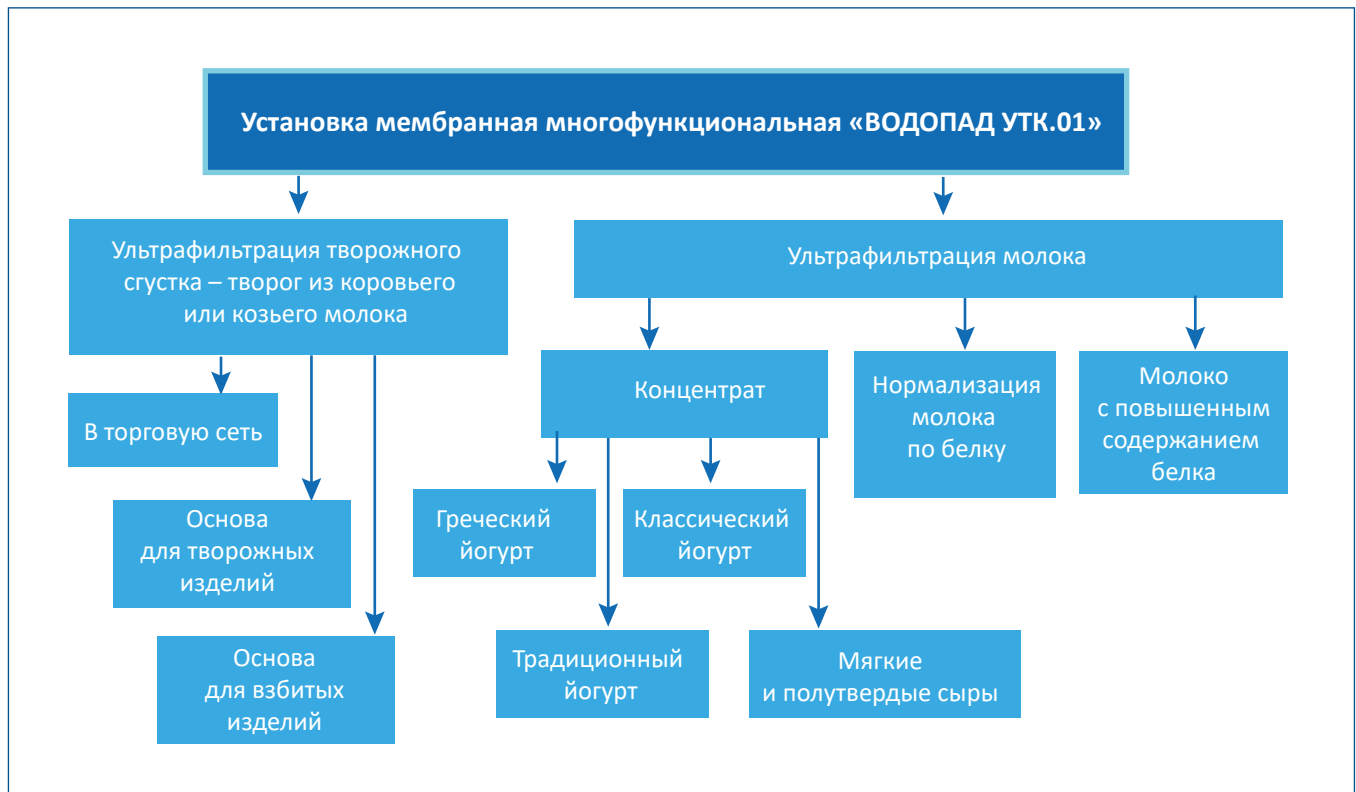 Установка мембранная многофункциональная «ВОДОПАД УТК.01»
Ультрафильтрация творожного
сгустка – творог из коровьего
или козьего молока
Ультрафильтрация молока
В торговую сеть
Основа
для творожных
изделий
Основа
для взбитых
изделий
Концентрат
Нормализация
молока
по белку
Молоко
с повышенным
содержанием
белка
Греческий
йогурт
Классический
йогурт
Традиционный
йогурт
Мягкие
и полутвердые сыры